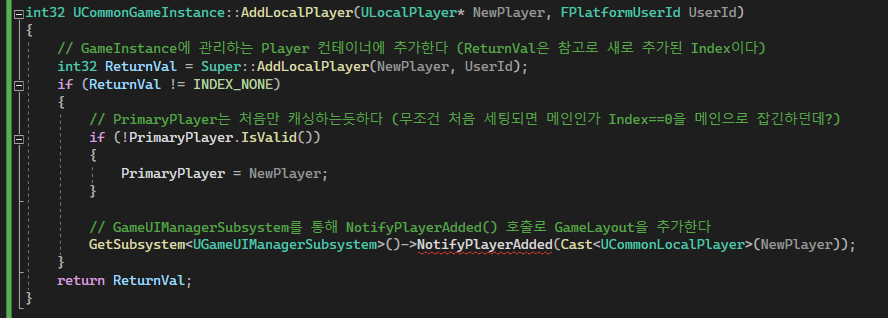 int32 UCommonGameInstance::AddLocalPlayer(ULocalPlayer* NewPlayer, FPlatformUserId UserId)
{
// GameInstance에 관리하는 Player 컨테이너에 추가한다 (ReturnVal은 참고로 새로 추가된 Index이다)
int32 ReturnVal = Super::AddLocalPlayer(NewPlayer, UserId);
if (ReturnVal != INDEX_NONE)
{
// PrimaryPlayer는 처음만 캐싱하는듯하다 (무조건 처음 세팅되면 메인인가 Index==0을 메인으로 잡긴하던데?)
if (!PrimaryPlayer.IsValid())
{
PrimaryPlayer = NewPlayer;
}
// GameUIManagerSubsystem를 통해 NotifyPlayerAdded() 호출로 GameLayout을 추가한다
GetSubsystem<UGameUIManagerSubsystem>()->NotifyPlayerAdded(Cast<UCommonLocalPlayer>(NewPlayer));
}
return ReturnVal;
}